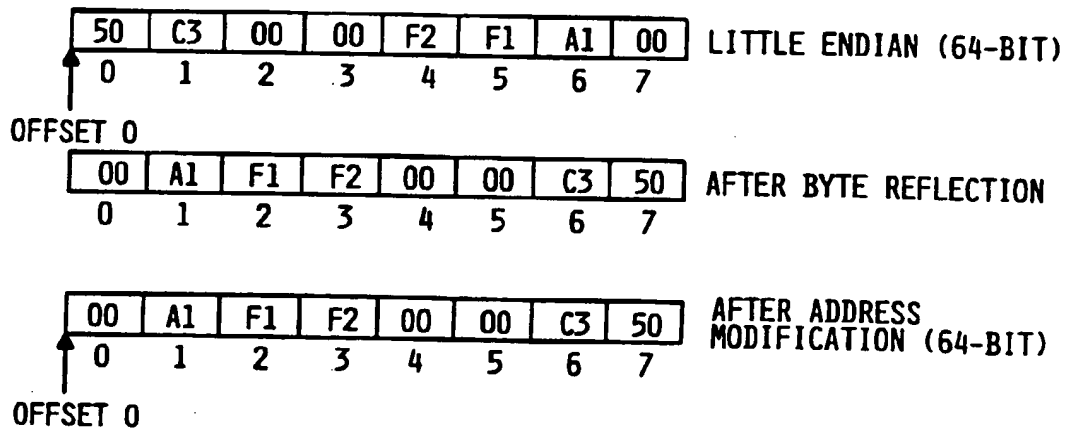 50 C3 00 00 F2 F1 A1 00 LITTLE ENDIAN (64-BIT)
0 1 2 3 4 5 6 7
OFFSET 0
00 A1 F1 F2 00 00 C3 50 AFTER BYTE REFLECTION
0 1 2 3 4 5 6 7
00 A1 F1 F2 00 00 C3 50 AFTER ADDRESS
MODIFICATION (64-BIT)
0 1 2 3 4 5 6 7
OFFSET 0